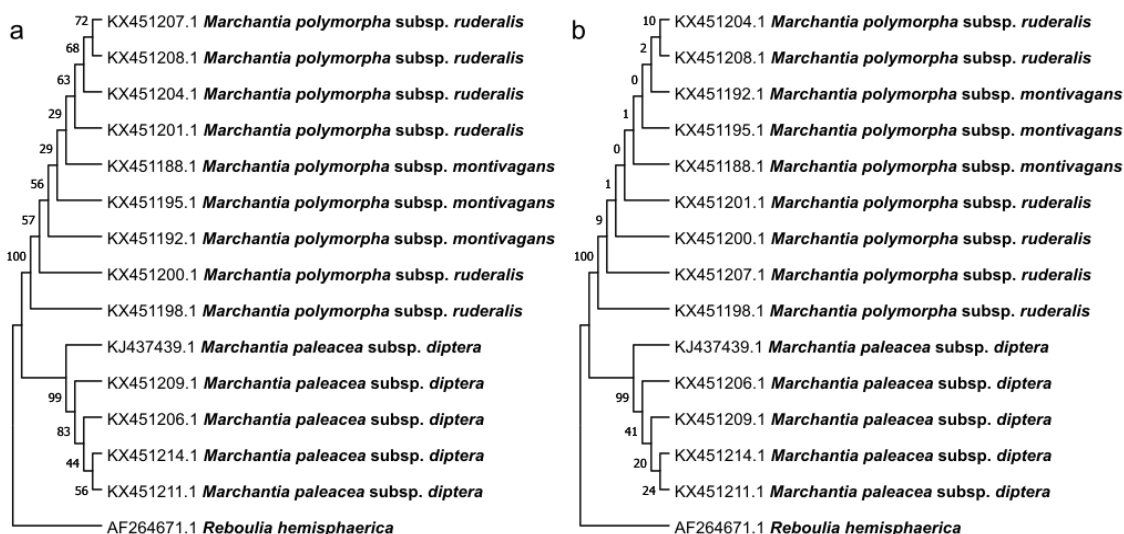 a
72 KX451207.1 Marchantia polymorpha subsp. ruderalis
68 KX451208.1 Marchantia polymorpha subsp. ruderalis
63 KX451204.1 Marchantia polymorpha subsp. ruderalis
29 KX451201.1 Marchantia polymorpha subsp. ruderalis
29 KX451188.1 Marchantia polymorpha subsp. montivagans
56 KX451195.1 Marchantia polymorpha subsp. montivagans
57 KX451192.1 Marchantia polymorpha subsp. montivagans
100 KX451200.1 Marchantia polymorpha subsp. ruderalis
KX451198.1 Marchantia polymorpha subsp. ruderalis
KJ437439.1 Marchantia paleacea subsp. diptera
99 KX451209.1 Marchantia paleacea subsp. diptera
83 KX451206.1 Marchantia paleacea subsp. diptera
44 KX451214.1 Marchantia paleacea subsp. diptera
56 KX451211.1 Marchantia paleacea subsp. diptera
AF264671.1 Reboulia hemisphaerica
b
10 KX451204.1 Marchantia polymorpha subsp. ruderalis
2 KX451208.1 Marchantia polymorpha subsp. ruderalis
0 KX451192.1 Marchantia polymorpha subsp. montivagans
1 KX451195.1 Marchantia polymorpha subsp. montivagans
0 KX451188.1 Marchantia polymorpha subsp. montivagans
1 KX451201.1 Marchantia polymorpha subsp. ruderalis
9 KX451200.1 Marchantia polymorpha subsp. ruderalis
100 KX451207.1 Marchantia polymorpha subsp. ruderalis
KX451198.1 Marchantia polymorpha subsp. ruderalis
KJ437439.1 Marchantia paleacea subsp. diptera
99 KX451206.1 Marchantia paleacea subsp. diptera
41 KX451209.1 Marchantia paleacea subsp. diptera
20 KX451214.1 Marchantia paleacea subsp. diptera
24 KX451211.1 Marchantia paleacea subsp. diptera
AF264671.1 Reboulia hemisphaerica